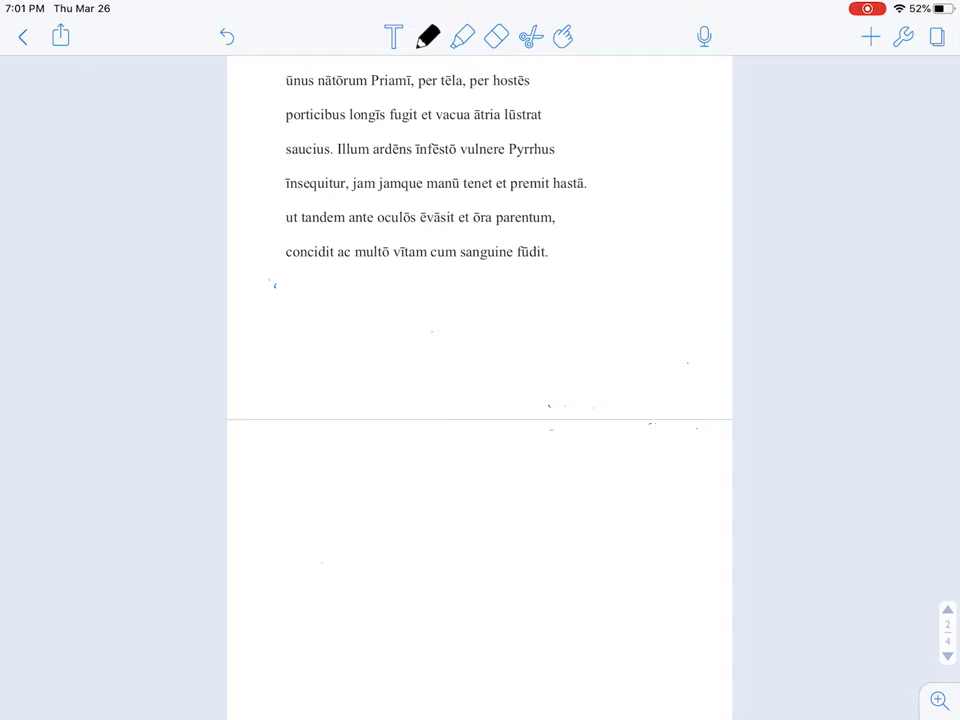 7:01 PM Thu Mar 26
52%
T
ūnus nātōrum Priamī, per tēla, per hostēs
porticibus longīs fugit et vacua ātria lūstrat
saucius. Illum ardēns īnfēstō vulnere Pyrrhus
īnsequitur, jam jamque manū tenet et premit hastā.
ut tandem ante oculōs ēvāsit et ōra parentum,
concidit ac multō vītam cum sanguine fūdit.
2
4